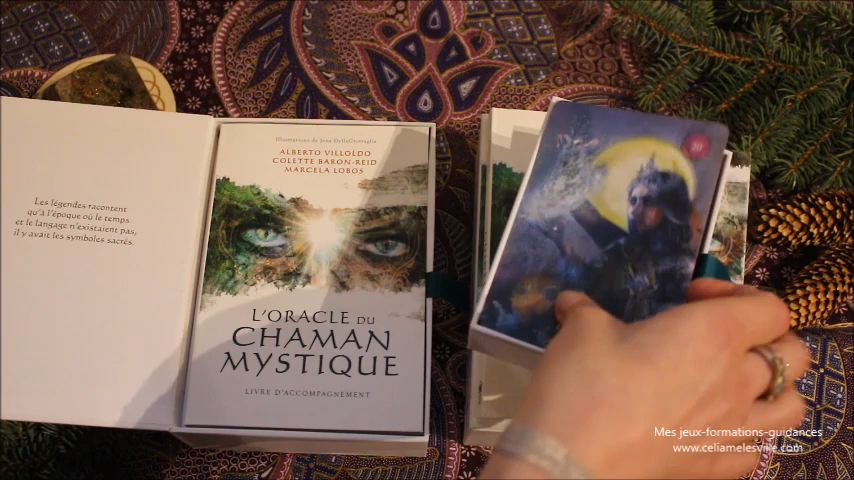 Les légendes racontent
qu'à l'époque où le temps
et le langage n'existaient pas,
il y avait les symboles sacrés.
Illustrations de Jena DellaGrottaglia
ALBERTO VILLOLDO
COLETTE BARON-REID
MARCELA LOBOS
L'ORACLE DU
CHAMAN
MYSTIQUE
LIVRE D'ACCOMPAGNEMENT
Mes jeux-formations-guidances
www.celiamelesville.com